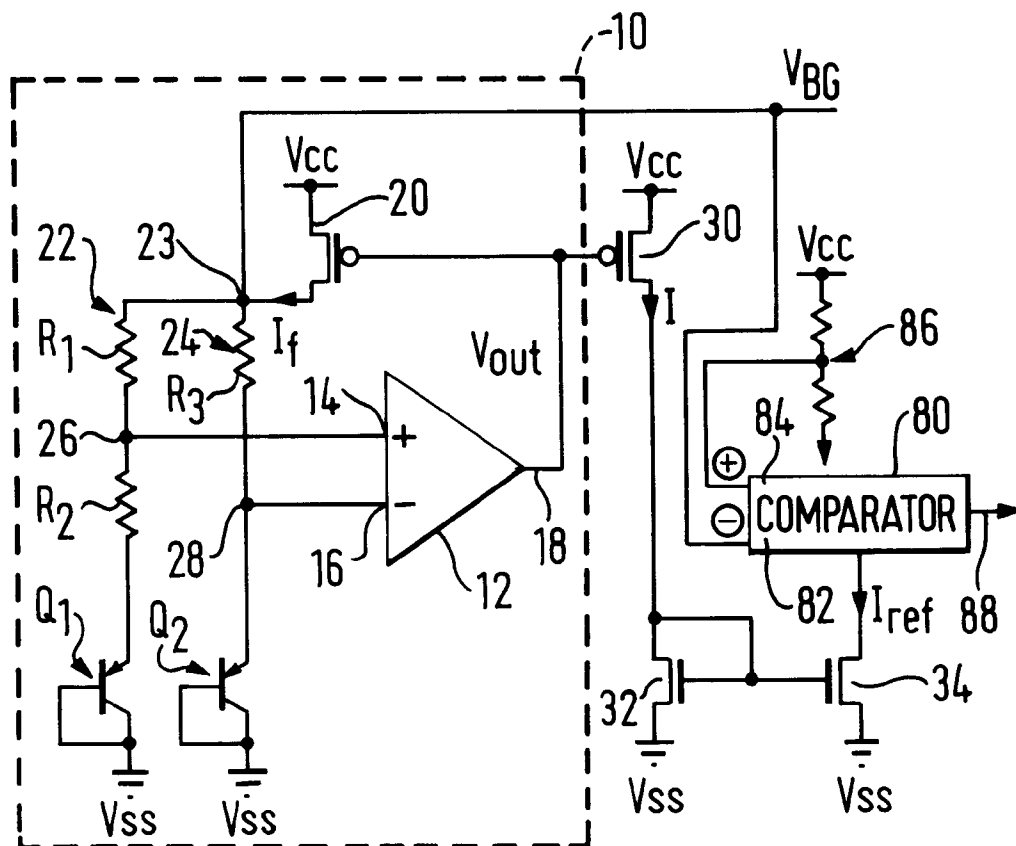 10
V_BG
Vcc
20
Vcc
30
22
23
Vcc
I
R1
24
If
86
R3
Vout
14
84
80
26
+
+
R2
COMPARATOR
−
−
28
16
18
82
88
12
Iref
Q1
Q2
32
34
Vss
Vss
Vss
Vss